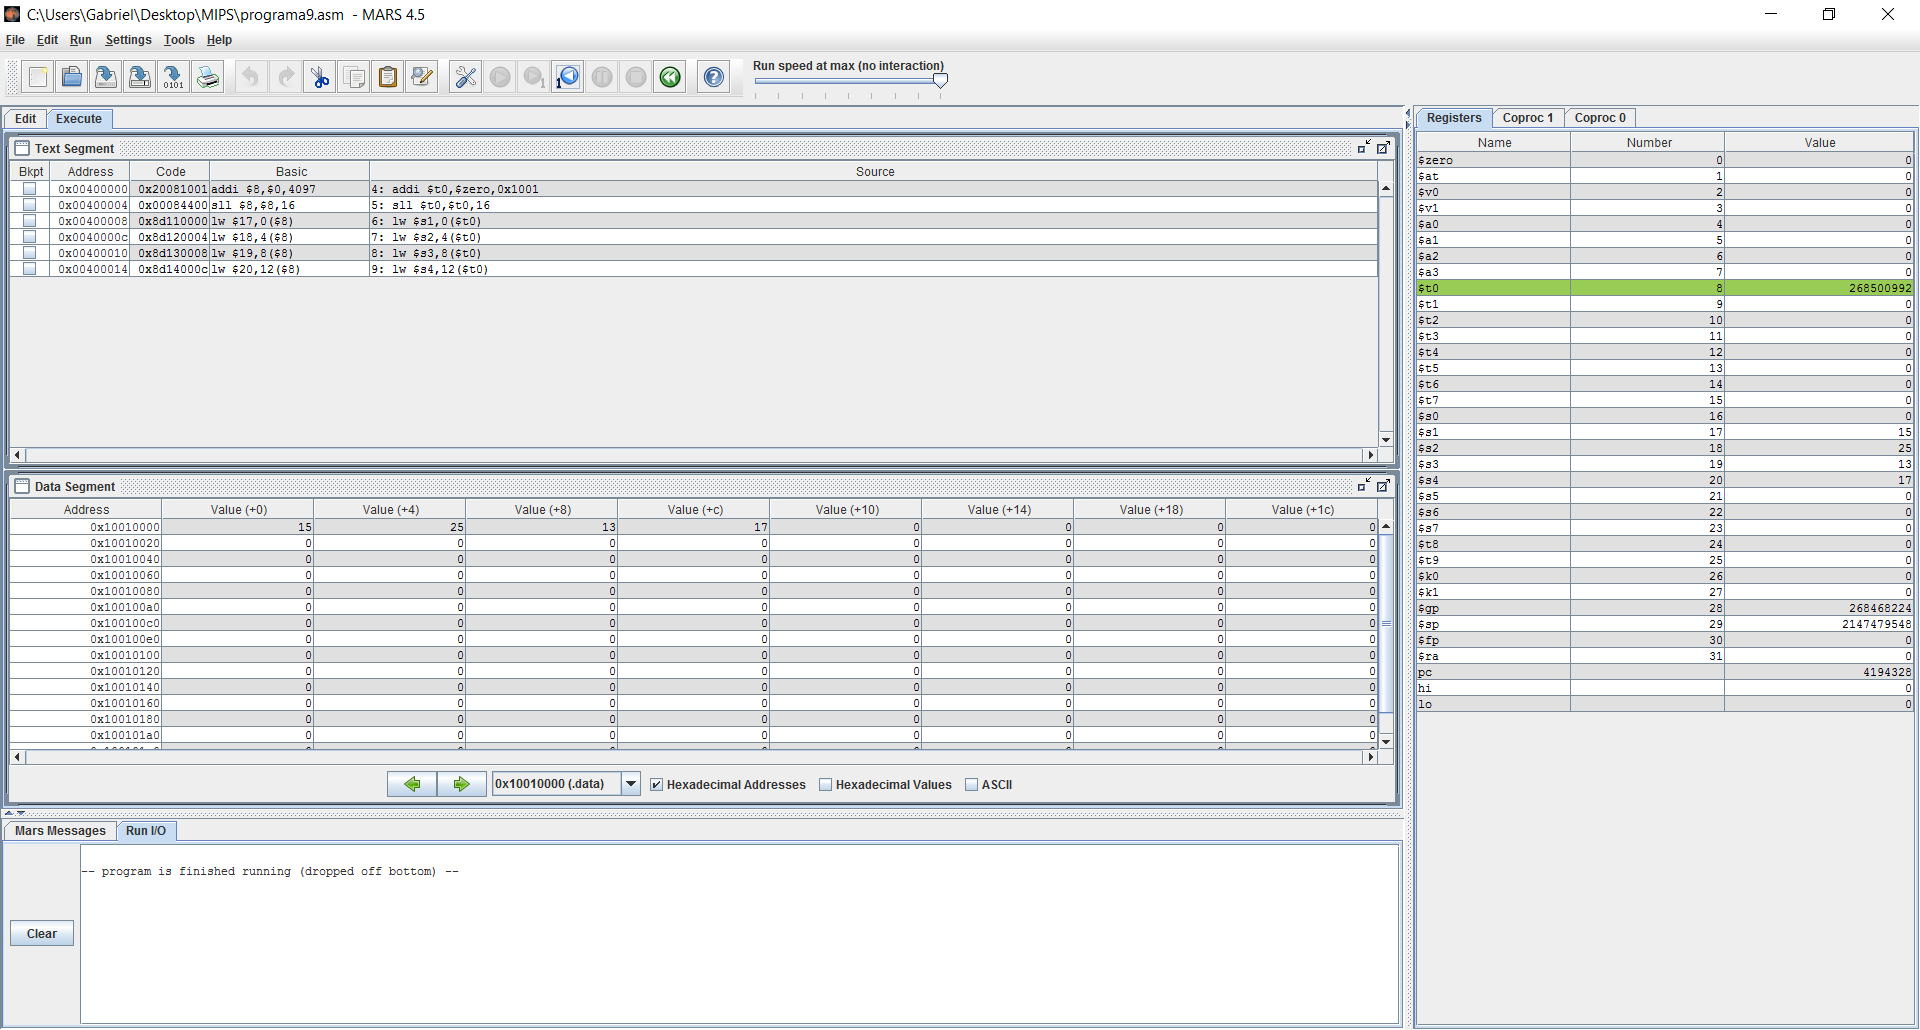 C:\Users\Gabriel\Desktop\MIPS\programa9.asm - MARS 4.5
File Edit Run Settings Tools Help
Run speed at max (no interaction)
Edit Execute
Text Segment
Bkpt Address Code Basic Source
0x00400000 0x20081001 addi $8,$0,4097 4: addi $t0,$zero,0x1001
0x00400004 0x00084400 sll $8,$8,16 5: sll $t0,$t0,16
0x00400008 0x8d110000 lw $17,0($8) 6: lw $s1,0($t0)
0x0040000c 0x8d120004 lw $18,4($8) 7: lw $s2,4($t0)
0x00400010 0x8d130008 lw $19,8($8) 8: lw $s3,8($t0)
0x00400014 0x8d14000c lw $20,12($8) 9: lw $s4,12($t0)
Data Segment
Address Value (+0) Value (+4) Value (+8) Value (+c) Value (+10) Value (+14) Value (+18) Value (+1c)
0x10010000 15 25 13 17 0 0 0 0
0x10010020 0 0 0 0 0 0 0 0
0x10010040 0 0 0 0 0 0 0 0
0x10010060 0 0 0 0 0 0 0 0
0x10010080 0 0 0 0 0 0 0 0
0x100100a0 0 0 0 0 0 0 0 0
0x100100c0 0 0 0 0 0 0 0 0
0x100100e0 0 0 0 0 0 0 0 0
0x10010100 0 0 0 0 0 0 0 0
0x10010120 0 0 0 0 0 0 0 0
0x10010140 0 0 0 0 0 0 0 0
0x10010160 0 0 0 0 0 0 0 0
0x10010180 0 0 0 0 0 0 0 0
0x100101a0 0 0 0 0 0 0 0 0
0x10010000 (.data) Hexadecimal Addresses Hexadecimal Values ASCII
Mars Messages Run I/O
-- program is finished running (dropped off bottom) --
Clear
Registers Coproc 1 Coproc 0
Name Number Value
$zero 0 0
$at 1 0
$v0 2 0
$v1 3 0
$a0 4 0
$a1 5 0
$a2 6 0
$a3 7 0
$t0 8 268500992
$t1 9 0
$t2 10 0
$t3 11 0
$t4 12 0
$t5 13 0
$t6 14 0
$t7 15 0
$s0 16 0
$s1 17 15
$s2 18 25
$s3 19 13
$s4 20 17
$s5 21 0
$s6 22 0
$s7 23 0
$t8 24 0
$t9 25 0
$k0 26 0
$k1 27 0
$gp 28 268468224
$sp 29 2147479548
$fp 30 0
$ra 31 0
pc 4194328
hi 0
lo 0